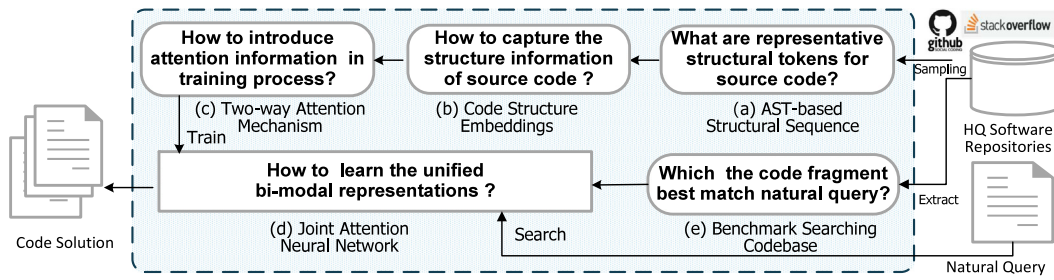 How to introduce
attention information in
training process?
(c) Two-way Attention
Mechanism
How to capture the
structure information
of source code ?
(b) Code Structure
Embeddings
What are representative
structural tokens for
source code?
(a) AST-based
Structural Sequence
github
SOCIAL CODING
stackoverflow
Sampling
HQ Software
Repositories
Train
How to learn the unified
bi-modal representations ?
(d) Joint Attention
Neural Network
Which the code fragment
best match natural query?
(e) Benchmark Searching
Codebase
Extract
Search
Code Solution
Natural Query